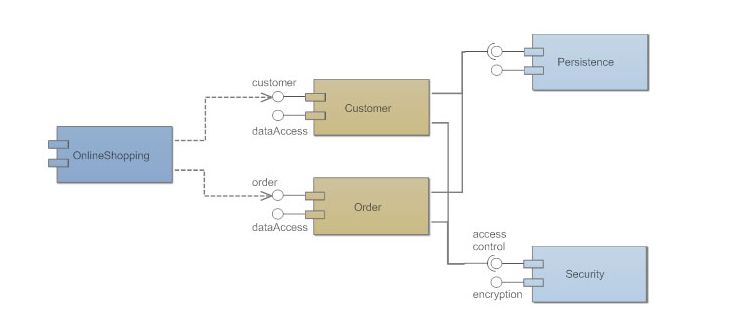 customer
Customer
dataAccess
OnlineShopping
order
Order
dataAccess
Persistence
access
control
Security
encryption